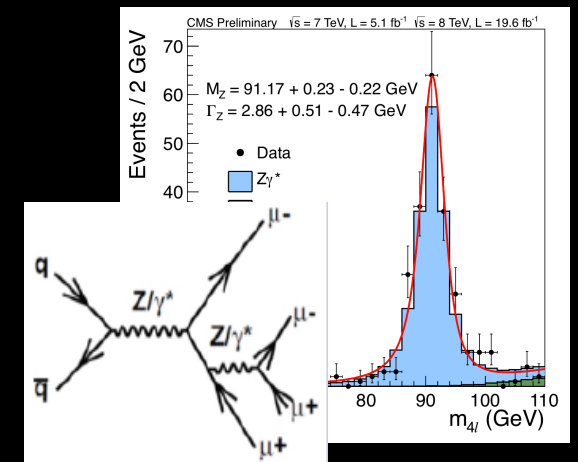 CMS Preliminary √s = 7 TeV, L = 5.1 fb⁻¹ √s = 8 TeV, L = 19.6 fb⁻¹
Events / 2 GeV
70
60
50
40
M_Z = 91.17 + 0.23 - 0.22 GeV
Γ_Z = 2.86 + 0.51 - 0.47 GeV
Data
Zγ*
80 90 100 110
m_4l (GeV)
q
q̅
Z/γ*
μ-
Z/γ*
μ-
μ+
μ+